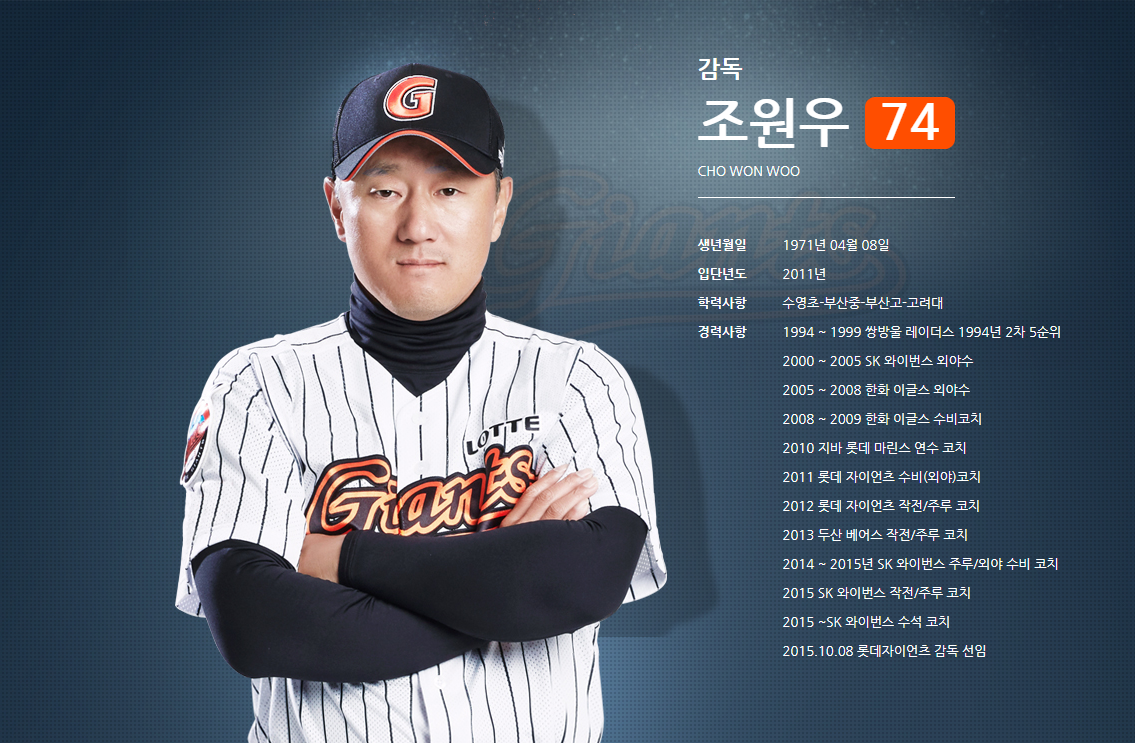 감독
조원우 74
CHO WON WOO
생년월일 1971년 04월 08일
입단년도 2011년
학력사항 수영초-부산중-부산고-고려대
경력사항 1994 ~ 1999 쌍방울 레이더스 1994년 2차 5순위
2000 ~ 2005 SK 와이번스 외야수
2005 ~ 2008 한화 이글스 외야수
2008 ~ 2009 한화 이글스 수비코치
2010 지바 롯데 마린스 연수 코치
2011 롯데 자이언츠 수비(외야)코치
2012 롯데 자이언츠 작전/주루 코치
2013 두산 베어스 작전/주루 코치
2014 ~ 2015년 SK 와이번스 주루/외야 수비 코치
2015 SK 와이번스 작전/주루 코치
2015 ~SK 와이번스 수석 코치
2015.10.08 롯데자이언츠 감독 선임
G
Giants
LOTTE
Giants